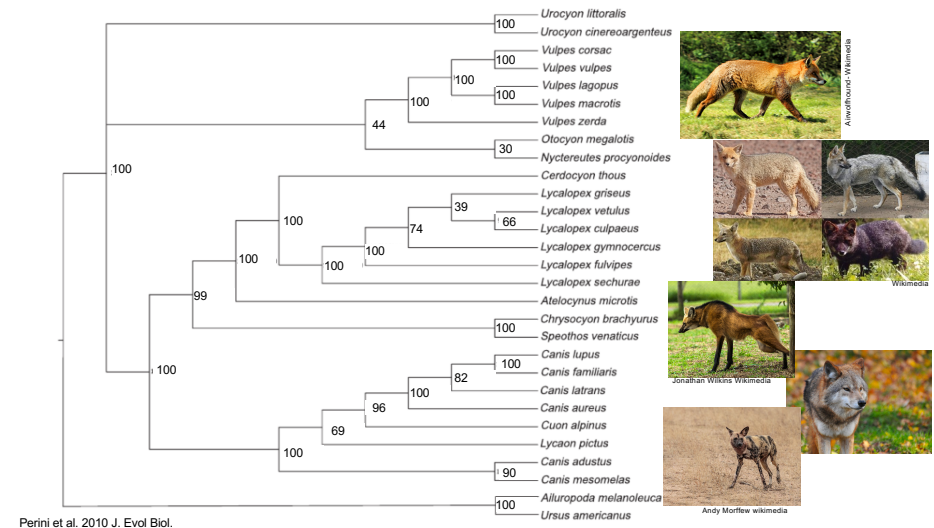 Urocyon littoralis
100
Urocyon cinereoargenteus
Vulpes corsac
100
Vulpes vulpes
100
Vulpes lagopus
100
Vulpes macrotis
100
Vulpes zerda
44
Otocyon megalotis
30
Nyctereutes procyonoides
100
Cerdocyon thous
Lycalopex griseus
39
Lycalopex vetulus
66
Lycalopex culpaeus
100
74
Lycalopex gymnocercus
100
Lycalopex fulvipes
100
100
Lycalopex sechurae
99
Atelocynus microtis
Chrysocyon brachyurus
100
Speothos venaticus
Canis lupus
100
Canis familiaris
100
82
Canis latrans
100
Canis aureus
96
Cuon alpinus
69
Lycaon pictus
100
Canis adustus
90
Canis mesomelas
Ailuropoda melanoleuca
100
Ursus americanus
Airwolfhound- Wikimedia
Wikimedia
Jonathan Wilkins Wikimedia
Andy Morffew wikimedia
Perini et al. 2010 J. Evol Biol.